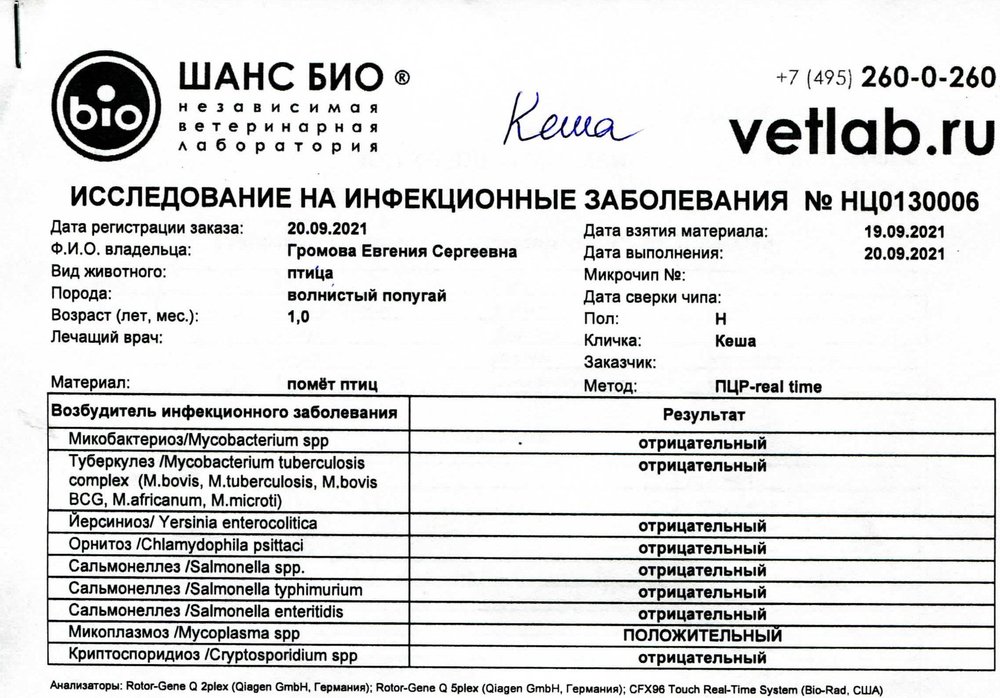 bio
ШАНС БИО ®
независимая
ветеринарная
лаборатория
Кеша
+7 (495) 260-0-260
vetlab.ru
ИССЛЕДОВАНИЕ НА ИНФЕКЦИОННЫЕ ЗАБОЛЕВАНИЯ № НЦ0130006
Дата регистрации заказа: 20.09.2021
Ф.И.О. владельца: Громова Евгения Сергеевна
Вид животного: птица
Порода: волнистый попугай
Возраст (лет, мес.): 1,0
Лечащий врач:
Материал: помёт птиц
Дата взятия материала: 19.09.2021
Дата выполнения: 20.09.2021
Микрочип №:
Дата сверки чипа:
Пол: Н
Кличка: Кеша
Заказчик:
Метод: ПЦР-real time
Возбудитель инфекционного заболевания Результат
Микобактериоз/Mycobacterium spp отрицательный
Туберкулез /Mycobacterium tuberculosis отрицательный
complex (M.bovis, M.tuberculosis, M.bovis
BCG, M.africanum, M.microti)
Йерсиниоз/ Yersinia enterocolitica отрицательный
Орнитоз /Chlamydophila psittaci отрицательный
Сальмонеллез /Salmonella spp. отрицательный
Сальмонеллез /Salmonella typhimurium отрицательный
Сальмонеллез /Salmonella enteritidis отрицательный
Микоплазмоз /Mycoplasma spp ПОЛОЖИТЕЛЬНЫЙ
Криптоспоридиоз /Cryptosporidium spp отрицательный
Анализаторы: Rotor-Gene Q 2plex (Qiagen GmbH, Германия); Rotor-Gene Q 5plex (Qiagen GmbH, Германия); CFX96 Touch Real-Time System (Bio-Rad, США)